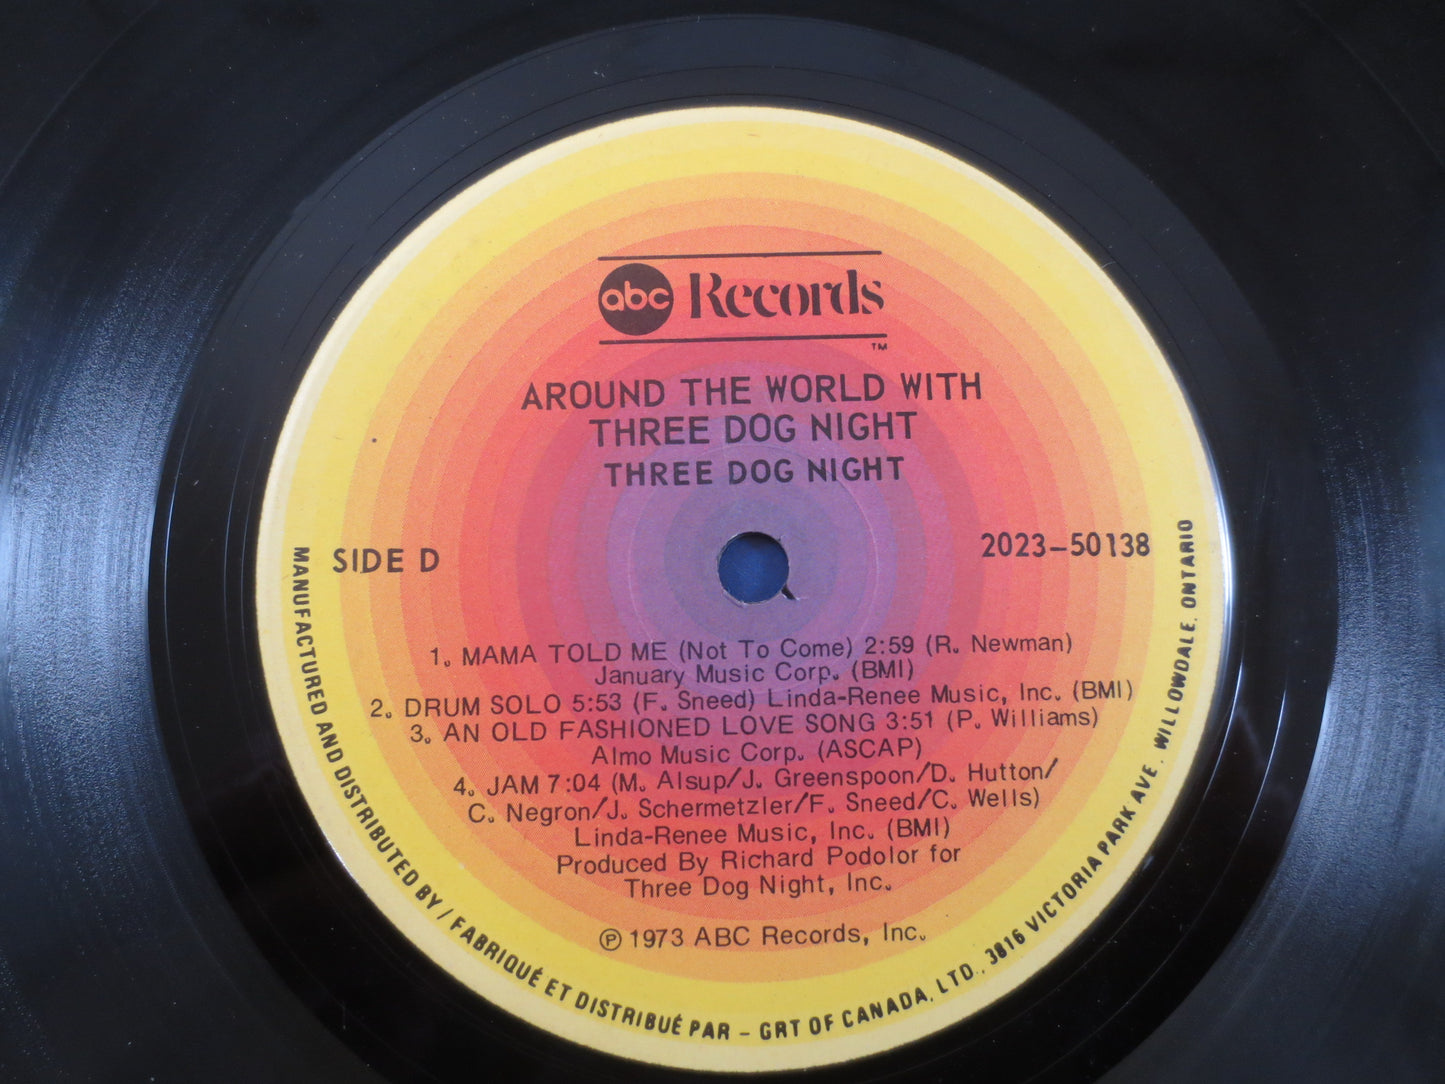 abc Records
TM
AROUND THE WORLD WITH
THREE DOG NIGHT
THREE DOG NIGHT
SIDE D
2023-50138
1. MAMA TOLD ME (Not To Come) 2:59 (R. Newman)
January Music Corp. (BMI)
2. DRUM SOLO 5:53 (F. Sneed) Linda-Renee Music, Inc. (BMI)
3. AN OLD FASHIONED LOVE SONG 3:51 (P. Williams)
Almo Music Corp. (ASCAP)
4. JAM 7:04 (M. Alsup/J. Greenspoon/D. Hutton/
C. Negron/J. Schermetzler/F. Sneed/C. Wells)
Linda-Renee Music, Inc. (BMI)
Produced By Richard Podolor for
Three Dog Night, Inc.
℗ 1973 ABC Records, Inc.
MANUFACTURED AND DISTRIBUTED BY / FABRIQUÉ ET DISTRIBUÉ PAR - GRT OF CANADA, LTD., 3816 VICTORIA PARK AVE. WILLOWDALE, ONTARIO